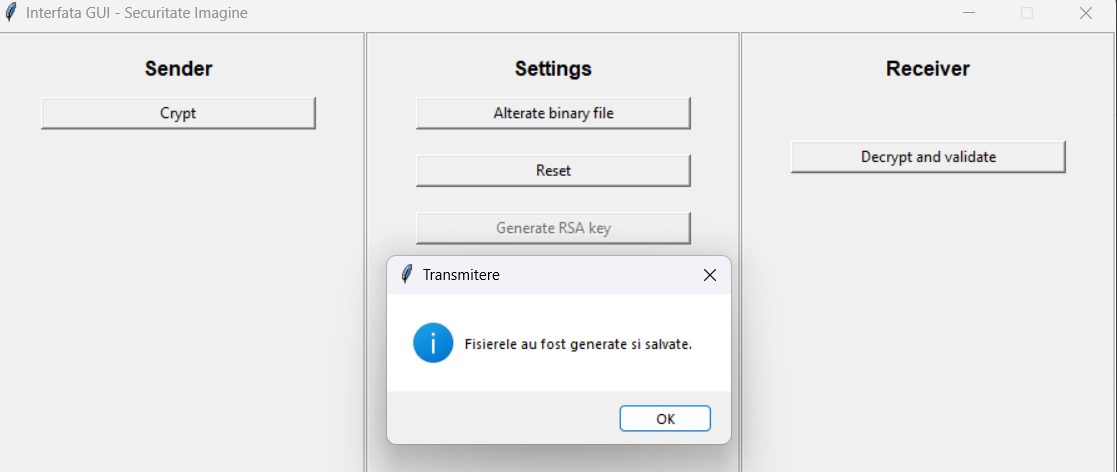 Interfata GUI - Securitate Imagine
Sender
Settings
Receiver
Crypt
Alterate binary file
Decrypt and validate
Reset
Generate RSA key
Transmitere
Fisierele au fost generate si salvate.
OK